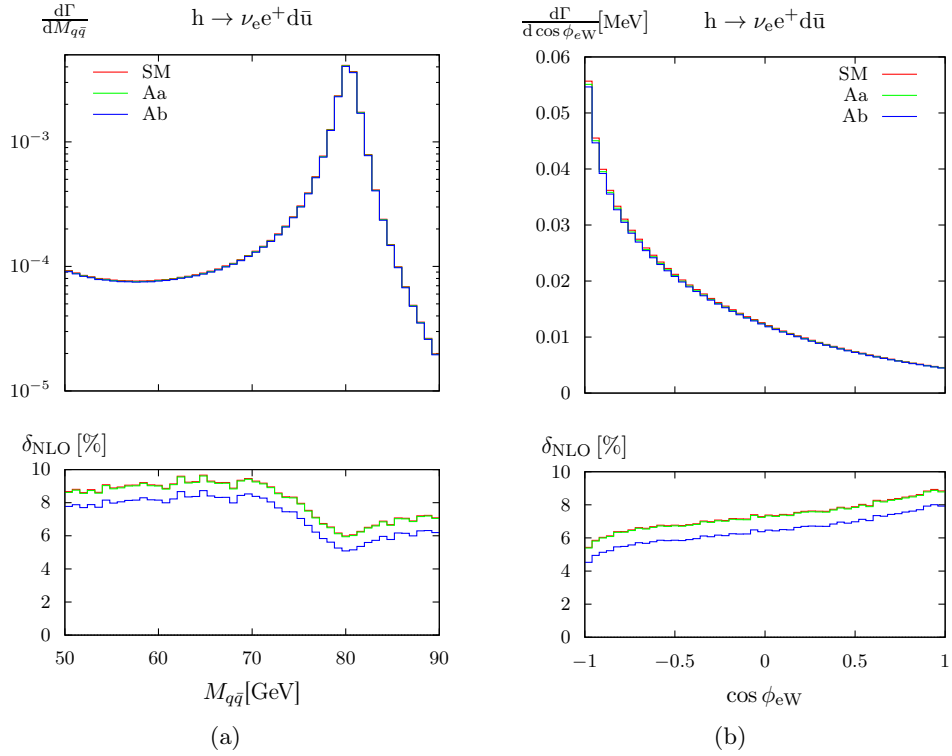 dΓ/dM_{qq̄} h → ν_e e⁺ d ū
SM
Aa
Ab
10⁻³
10⁻⁴
10⁻⁵
δ_NLO [%]
10
8
6
4
2
0
50 60 70 80 90
M_{qq̄}[GeV]
(a)
dΓ/d cos φ_{eW} [MeV] h → ν_e e⁺ d ū
0.06
0.05
0.04
0.03
0.02
0.01
0
SM
Aa
Ab
δ_NLO [%]
10
8
6
4
2
0
−1 −0.5 0 0.5 1
cos φ_{eW}
(b)